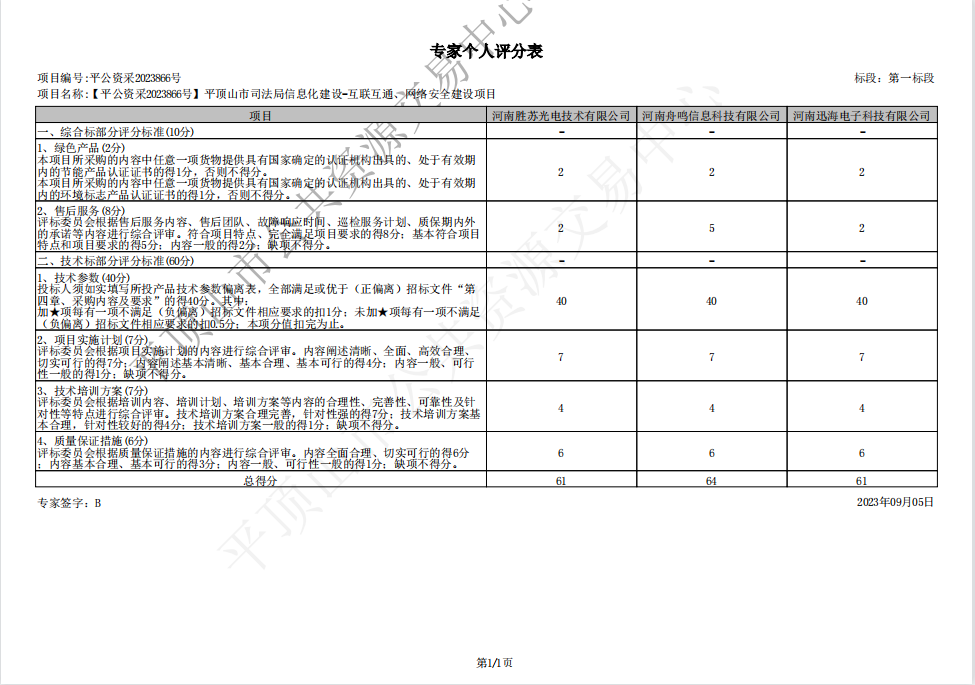 专家个人评分表
项目编号:平公资采2023866号 标段: 第一标段
项目名称:【平公资采2023866号】平顶山市司法局信息化建设-互联互通、网络安全建设项目
项目 河南胜苏光电技术有限公司 河南舟鸣信息科技有限公司 河南迅海电子科技有限公司
一、综合标部分评分标准(10分) - - -
1、绿色产品(2分)
本项目所采购的内容中任意一项货物提供具有国家确定的认证机构出具的、处于有效期
内的节能产品认证证书的得1分, 否则不得分。
本项目所采购的内容中任意一项货物提供具有国家确定的认证机构出具的、处于有效期
内的环境标志产品认证证书的得1分, 否则不得分。
2 2 2
2、售后服务(8分)
评标委员会根据售后服务内容、售后团队、故障响应时间、巡检服务计划、质保期内外
的承诺等内容进行综合评审。符合项目特点、完全满足项目要求的得8分; 基本符合项目
特点和项目要求的得5分; 内容一般的得2分; 缺项不得分。
2 5 2
二、技术标部分评分标准(60分) - - -
1、技术参数(40分)
投标人须如实填写所投产品技术参数偏离表, 全部满足或优于（正偏离）招标文件“第
四章、采购内容及要求”的得40分。其中:
加★项每有一项不满足（负偏离）招标文件相应要求的扣1分; 未加★项每有一项不满足
（负偏离）招标文件相应要求的扣0.5分; 本项分值扣完为止。
40 40 40
2、项目实施计划(7分)
评标委员会根据项目实施计划的内容进行综合评审。内容阐述清晰、全面、高效合理、
切实可行的得7分; 内容阐述基本清晰、基本合理、基本可行的得4分; 内容一般、可行
性一般的得1分; 缺项不得分。
7 7 7
3、技术培训方案(7分)
评标委员会根据培训内容、培训计划、培训方案等内容的合理性、完善性、可靠性及针
对性等特点进行综合评审。技术培训方案合理完善, 针对性强的得7分; 技术培训方案基
本合理, 针对性较好的得4分; 技术培训方案一般的得1分; 缺项不得分。
4 4 4
4、质量保证措施(6分)
评标委员会根据质量保证措施的内容进行综合评审。内容全面合理、切实可行的得6分
; 内容基本合理、基本可行的得3分; 内容一般、可行性一般的得1分; 缺项不得分。
6 6 6
总得分 61 64 61
专家签字: B 2023年09月05日
第1/1页
平顶山市公共资源交易中心
平顶山市公共资源交易中心